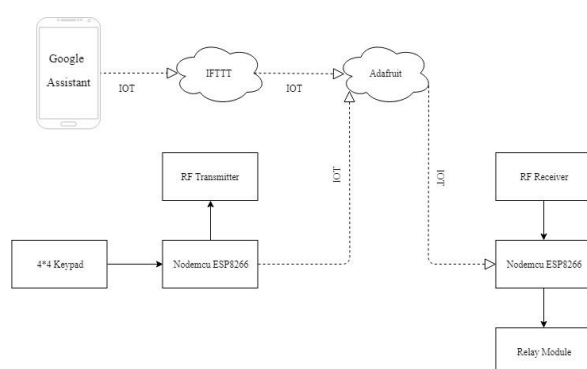 Google
Assistant
IOT
IFTTT
IOT
Adafruit
RF Transmitter
IOT
IOT
RF Receiver
4*4 Keypad
Nodemcu ESP8266
Nodemcu ESP8266
Relay Module